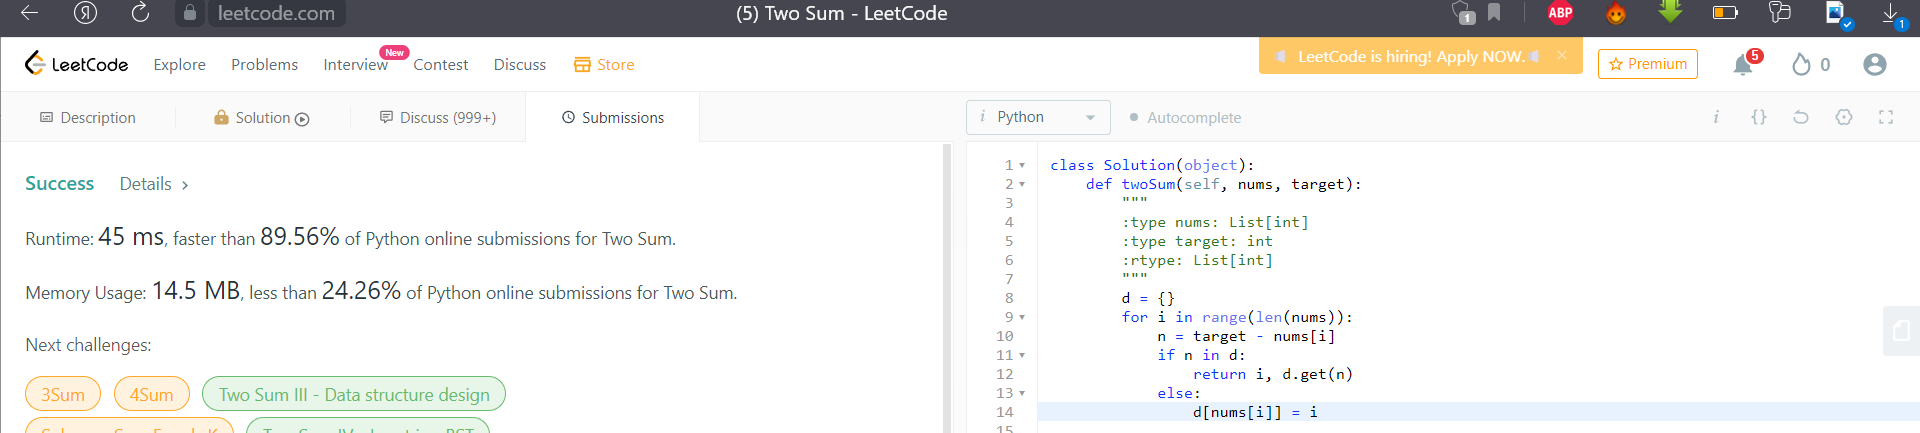 leetcode.com
(5) Two Sum - LeetCode
1
ABP
1
LeetCode
Explore
Problems
Interview
New
Contest
Discuss
Store
LeetCode is hiring! Apply NOW.
Premium
5
0
Description
Solution
Discuss (999+)
Submissions
i Python
Autocomplete
Success
Details >
Runtime: 45 ms, faster than 89.56% of Python online submissions for Two Sum.
Memory Usage: 14.5 MB, less than 24.26% of Python online submissions for Two Sum.
Next challenges:
3Sum
4Sum
Two Sum III - Data structure design
1 class Solution(object):
2 def twoSum(self, nums, target):
3 """
4 :type nums: List[int]
5 :type target: int
6 :rtype: List[int]
7 """
8 d = {}
9 for i in range(len(nums)):
10 n = target - nums[i]
11 if n in d:
12 return i, d.get(n)
13 else:
14 d[nums[i]] = i
15